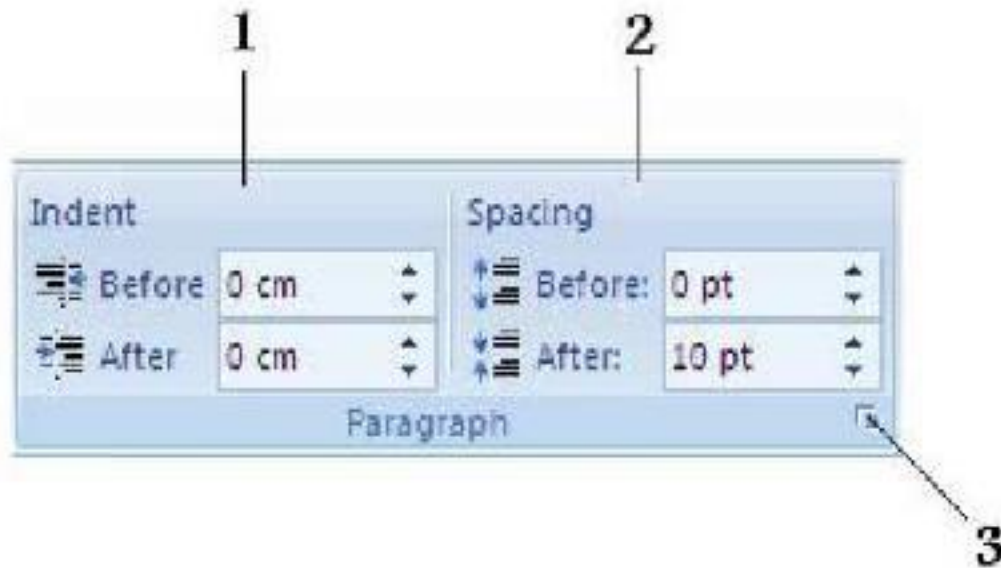 1 2
Indent Spacing
Before 0 cm Before: 0 pt
After 0 cm After: 10 pt
Paragraph
3